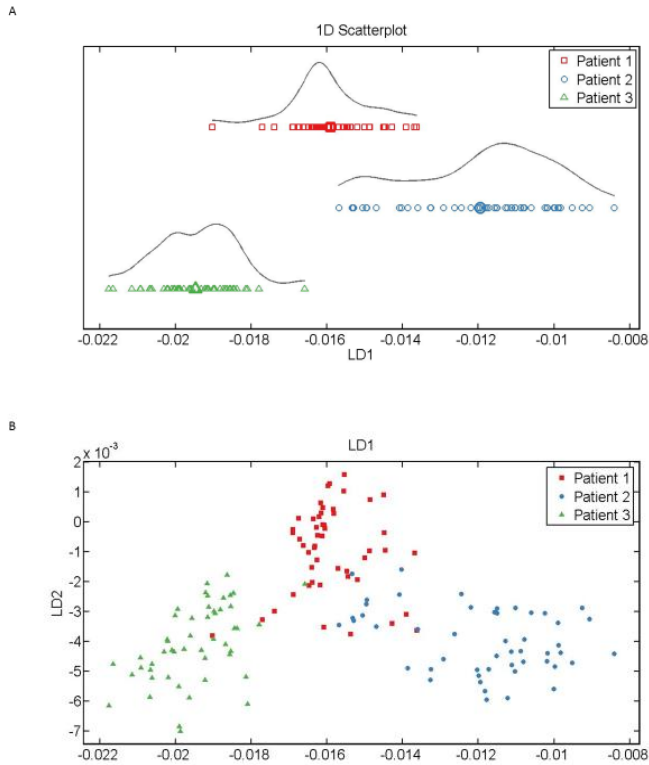 A
1D Scatterplot
Patient 1
Patient 2
Patient 3
-0.022 -0.02 -0.018 -0.016 -0.014 -0.012 -0.01 -0.008
LD1
B
x 10-3
LD1
2
1
0
-1
-2
-3
-4
-5
-6
-7
LD2
Patient 1
Patient 2
Patient 3
-0.022 -0.02 -0.018 -0.016 -0.014 -0.012 -0.01 -0.008